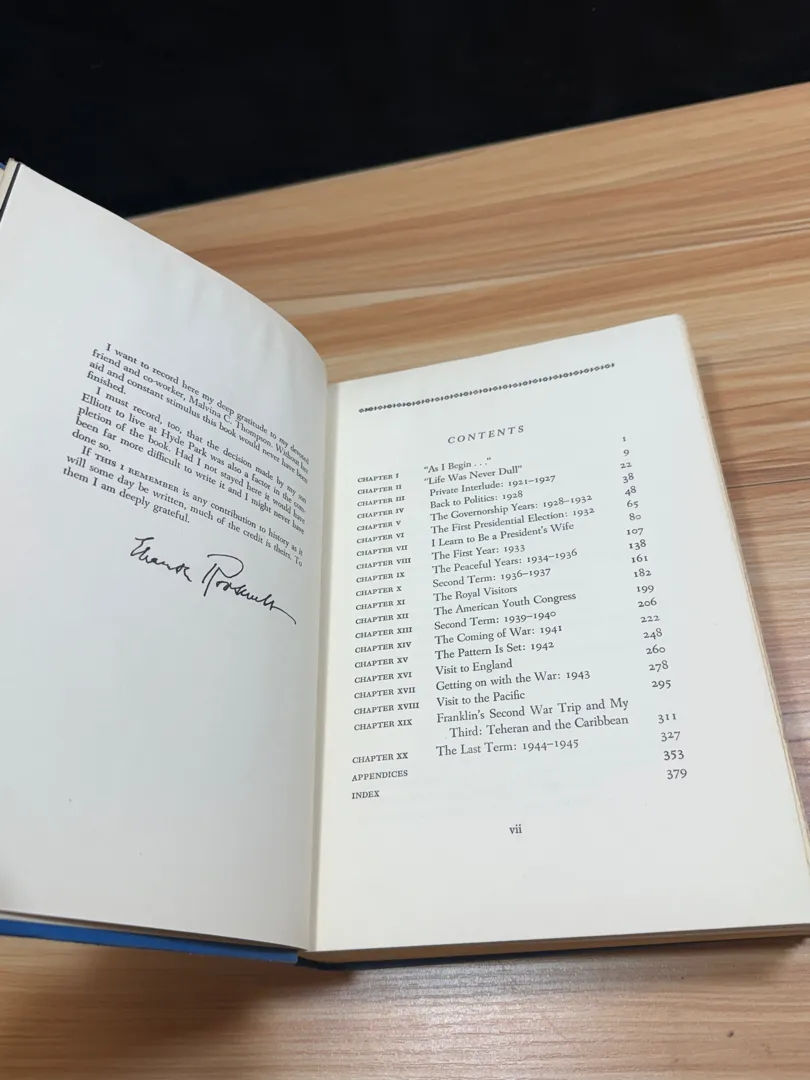 I want to record here my deep gratitude to my devoted
friend and co-worker, Malvina C. Thompson. Without her
aid and constant stimulus this book would never have been
finished.
I must record, too, that the decision made by my son
Elliott to live at Hyde Park was also a factor in the com-
pletion of the book. Had I not stayed here it would have
been far more difficult to write it and I might never have
done so.
If THIS I REMEMBER is any contribution to history as it
will some day be written, much of the credit is theirs. To
them I am deeply grateful.
Eleanor Roosevelt
CONTENTS
CHAPTER I "As I Begin . . ." 1
CHAPTER II "Life Was Never Dull" 9
CHAPTER III Private Interlude: 1921–1927 22
CHAPTER IV Back to Politics: 1928 38
CHAPTER V The Governorship Years: 1928–1932 48
CHAPTER VI The First Presidential Election: 1932 65
CHAPTER VII I Learn to Be a President's Wife 80
CHAPTER VIII The First Year: 1933 107
CHAPTER IX The Peaceful Years: 1934–1936 138
CHAPTER X Second Term: 1936–1937 161
CHAPTER XI The Royal Visitors 182
CHAPTER XII The American Youth Congress 199
CHAPTER XIII Second Term: 1939–1940 206
CHAPTER XIV The Coming of War: 1941 222
CHAPTER XV The Pattern Is Set: 1942 248
CHAPTER XVI Visit to England 260
CHAPTER XVII Getting on with the War: 1943 278
CHAPTER XVIII Visit to the Pacific 295
CHAPTER XIX Franklin's Second War Trip and My
Third: Teheran and the Caribbean 311
CHAPTER XX The Last Term: 1944–1945 327
APPENDICES 353
INDEX 379
vii